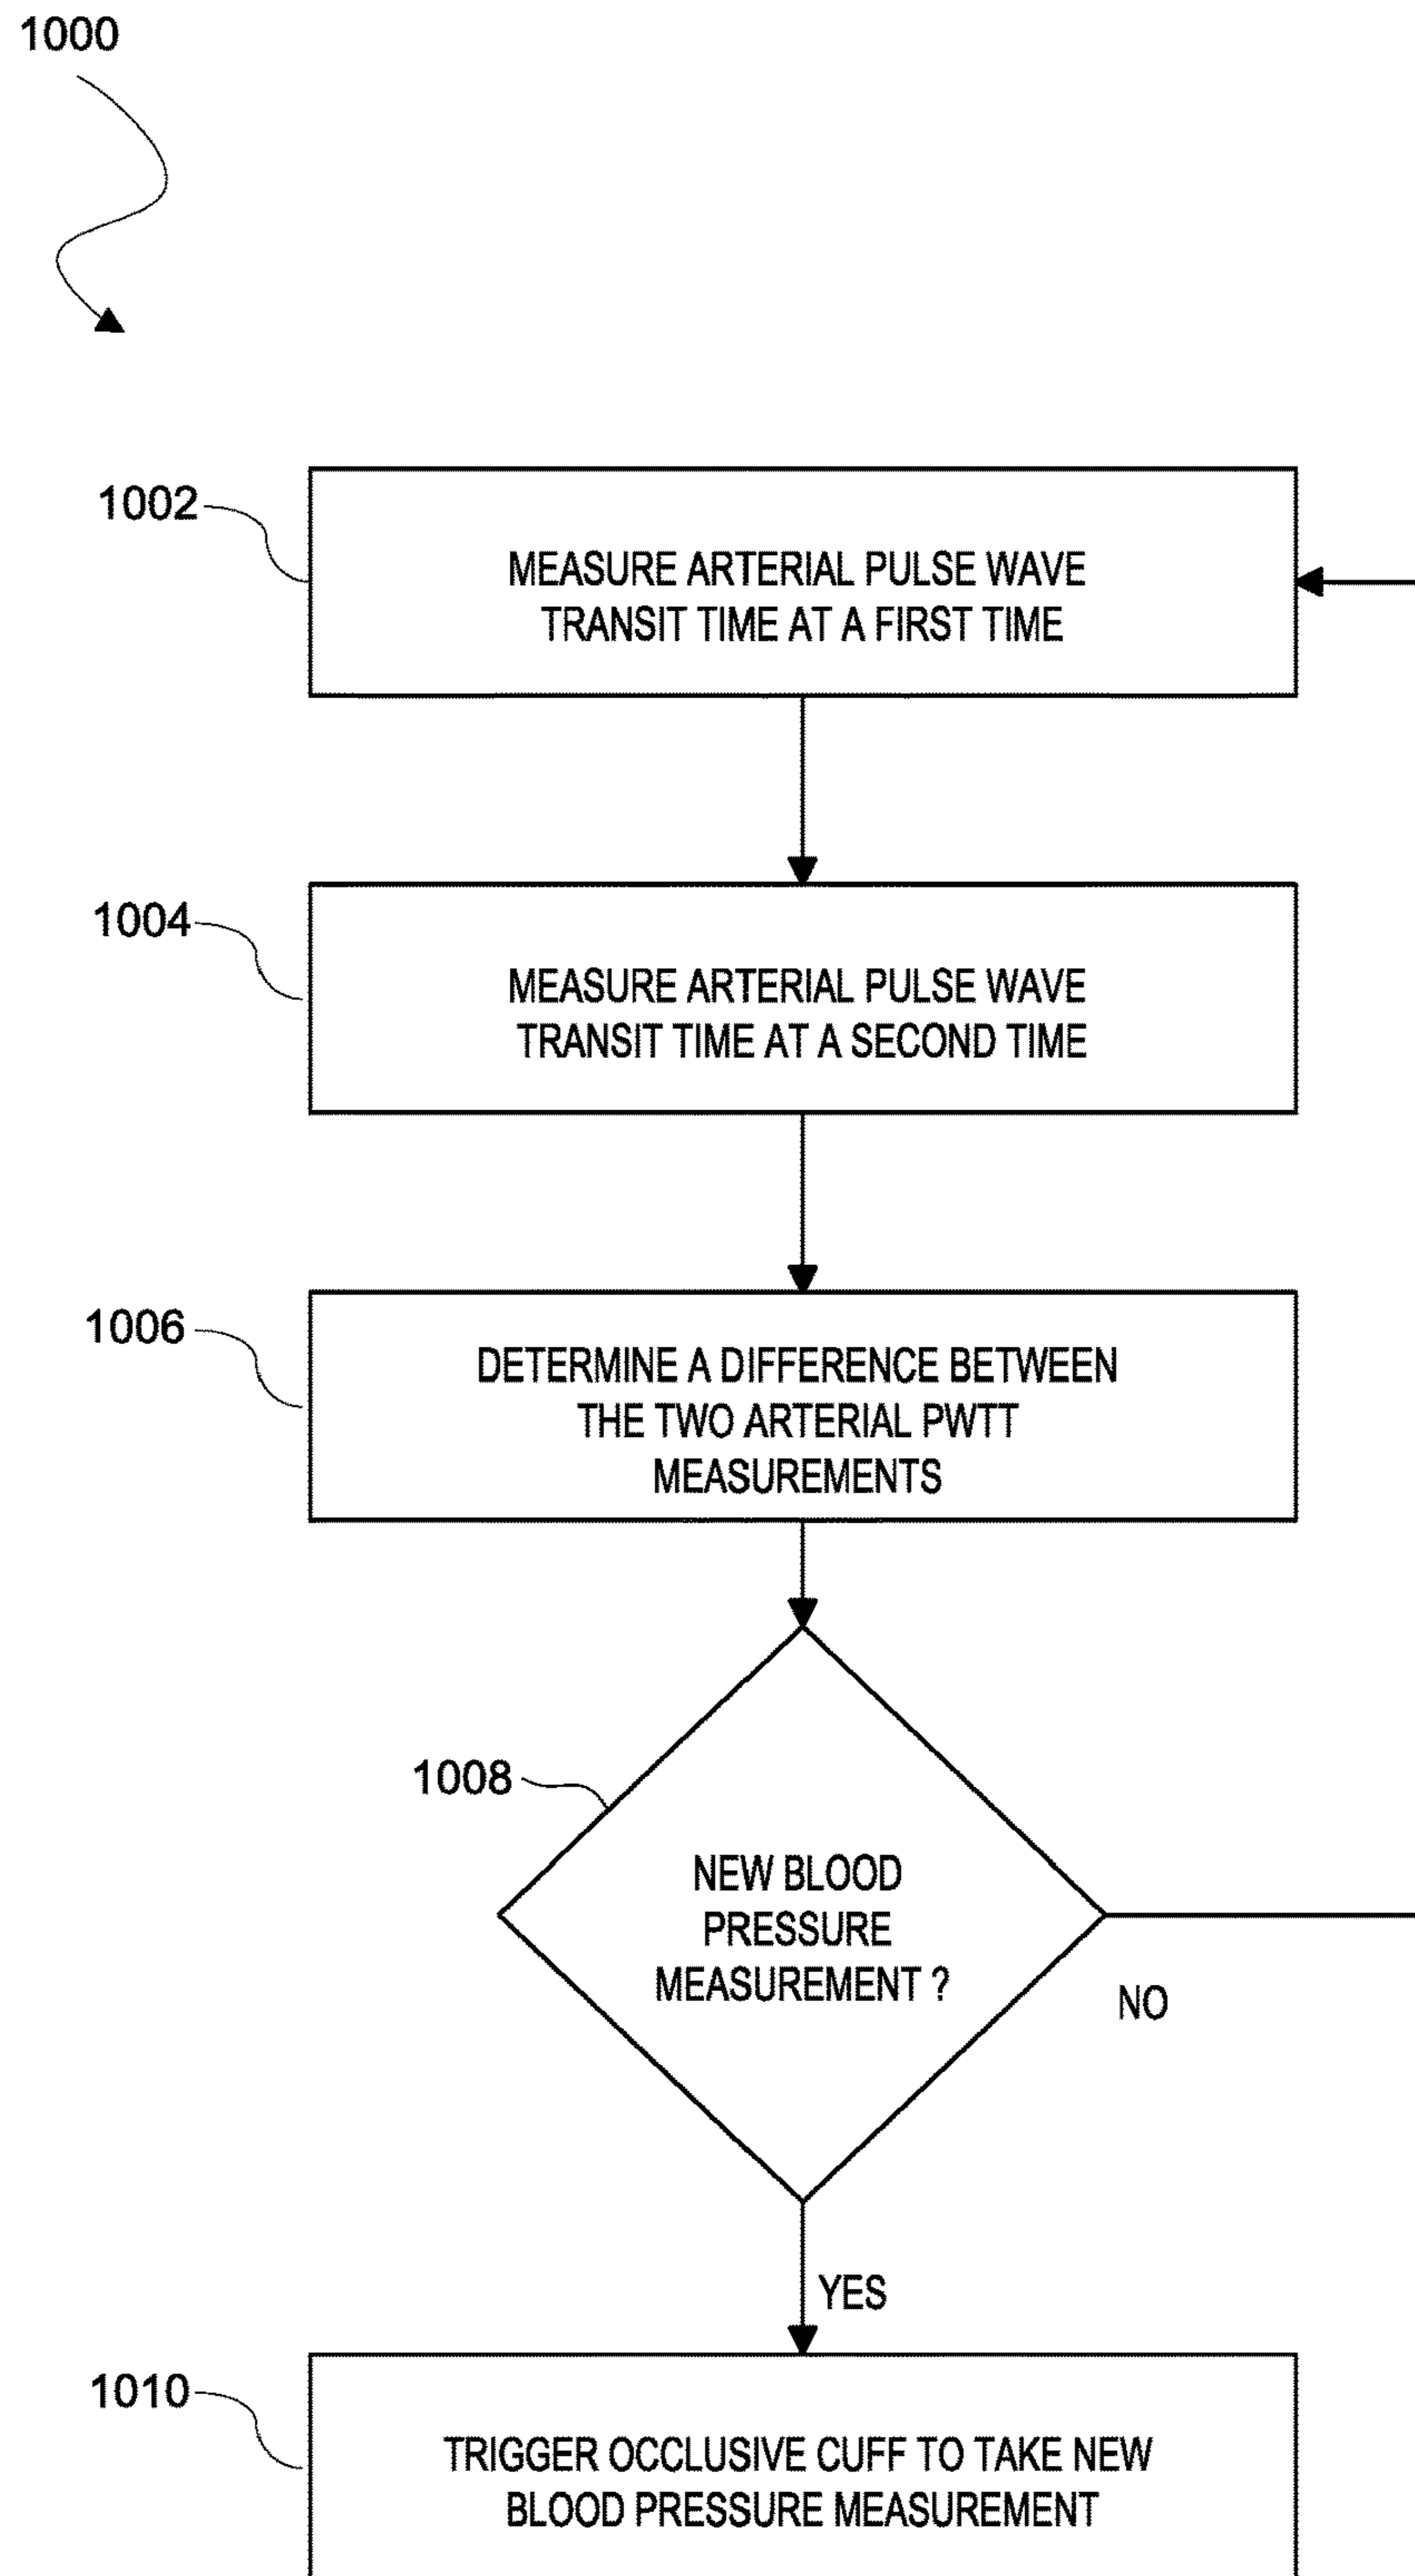 1000
1002
MEASURE ARTERIAL PULSE WAVE
TRANSIT TIME AT A FIRST TIME
1004
MEASURE ARTERIAL PULSE WAVE
TRANSIT TIME AT A SECOND TIME
1006
DETERMINE A DIFFERENCE BETWEEN
THE TWO ARTERIAL PWTT
MEASUREMENTS
1008
NEW BLOOD
PRESSURE
MEASUREMENT ?
NO
YES
1010
TRIGGER OCCLUSIVE CUFF TO TAKE NEW
BLOOD PRESSURE MEASUREMENT